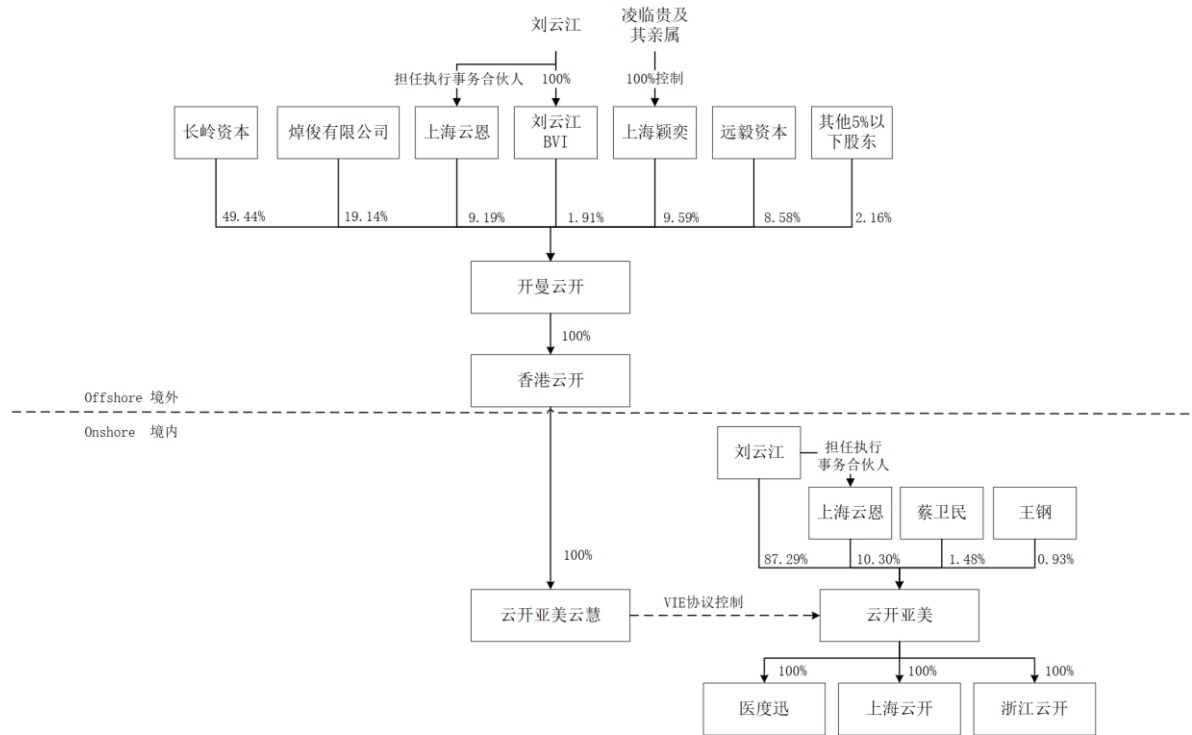 刘云江
凌临贵及
其亲属
担任执行事务合伙人
100%
100%控制
长岭资本
焯俊有限公司
上海云恩
刘云江
BVI
上海颖奕
远毅资本
其他5%以
下股东
49.44%
19.14%
9.19%
1.91%
9.59%
8.58%
2.16%
开曼云开
100%
香港云开
Offshore 境外
Onshore 境内
刘云江
担任执行
事务合伙人
上海云恩
蔡卫民
王钢
100%
87.29%
10.30%
1.48%
0.93%
云开亚美云慧
VIE协议控制
云开亚美
100%
100%
100%
医度迅
上海云开
浙江云开